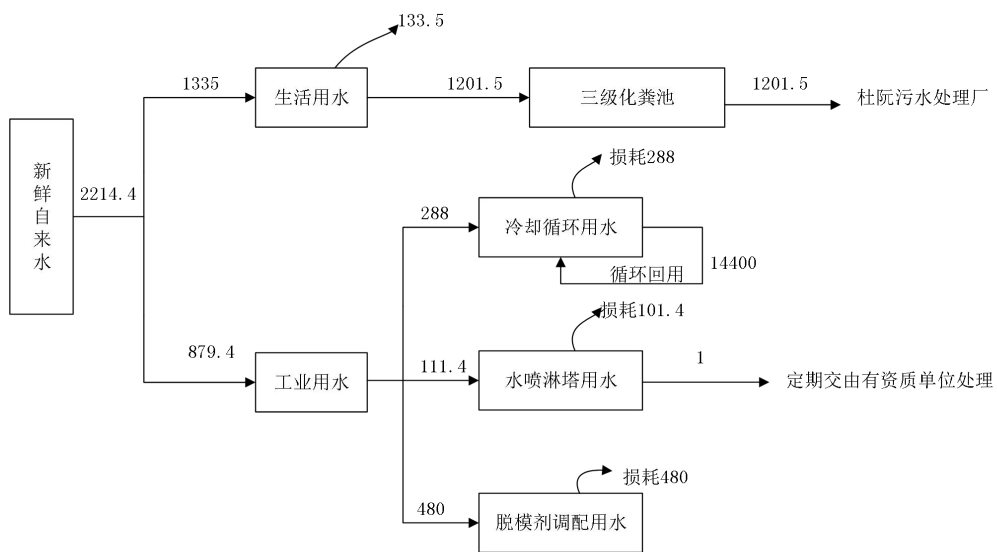 133.5
1335
生活用水
1201.5
三级化粪池
1201.5
杜阮污水处理厂
新鲜自来水
2214.4
损耗288
288
冷却循环用水
14400
循环回用
损耗101.4
879.4
工业用水
111.4
水喷淋塔用水
1
定期交由有资质单位处理
损耗480
480
脱模剂调配用水